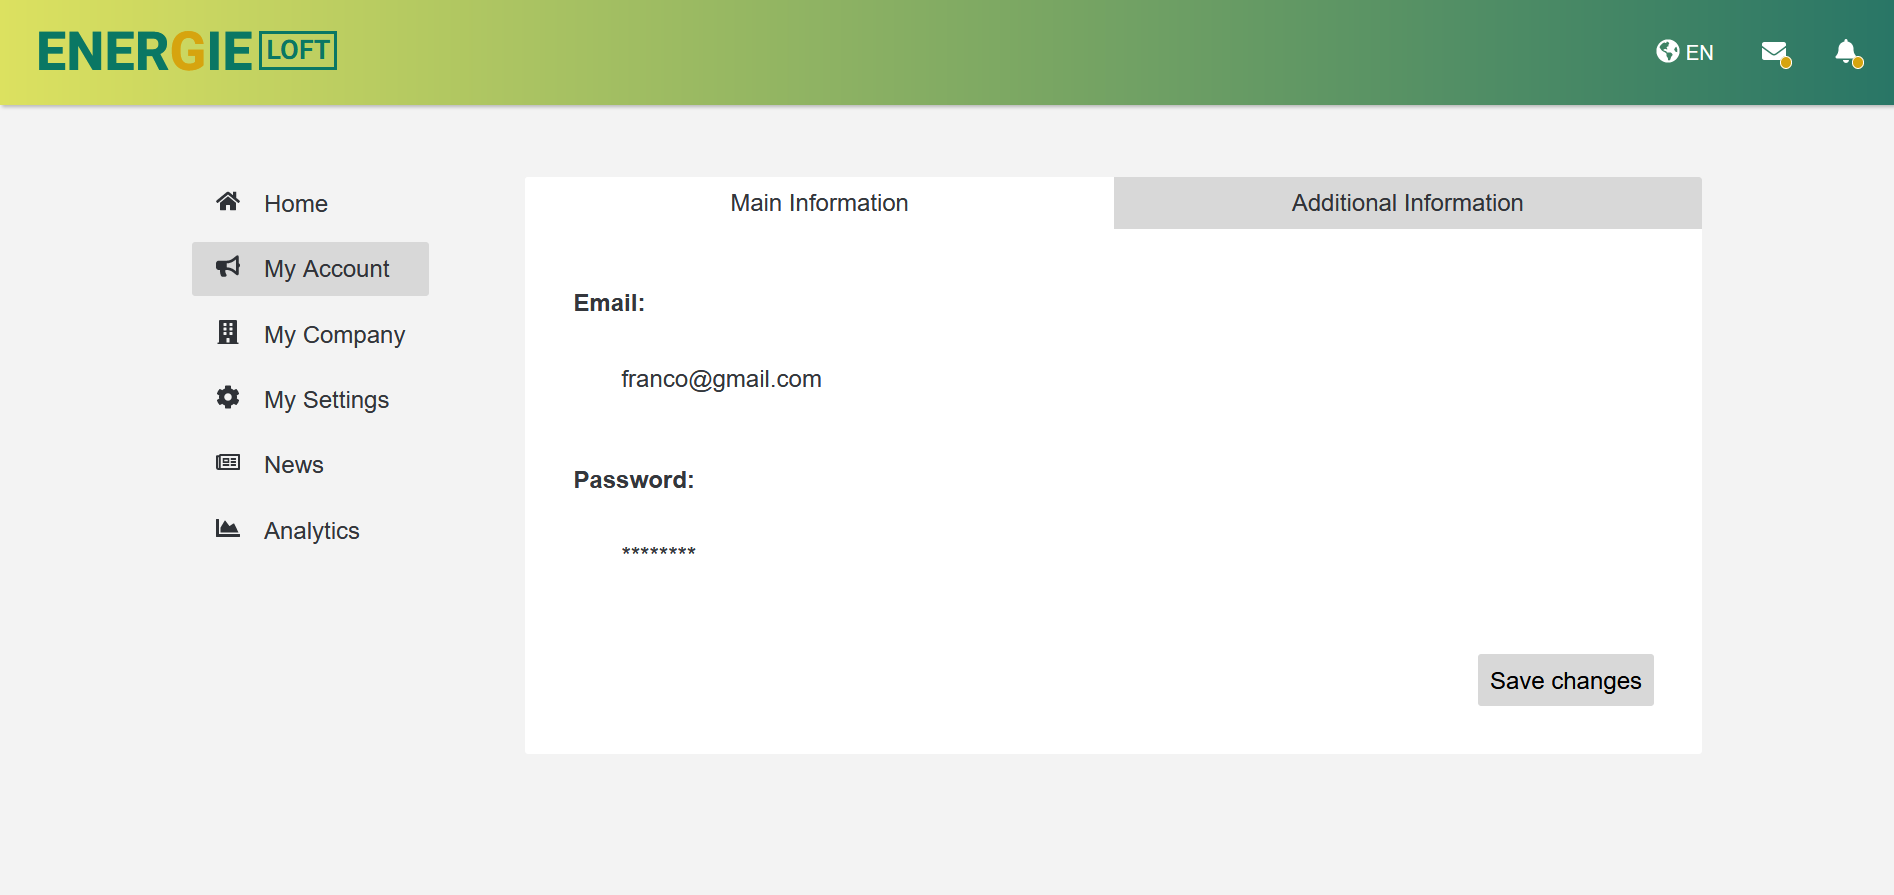 ENERGIE LOFT
EN
Home
My Account
My Company
My Settings
News
Analytics
Main Information
Additional Information
Email:
franco@gmail.com
Password:
********
Save changes